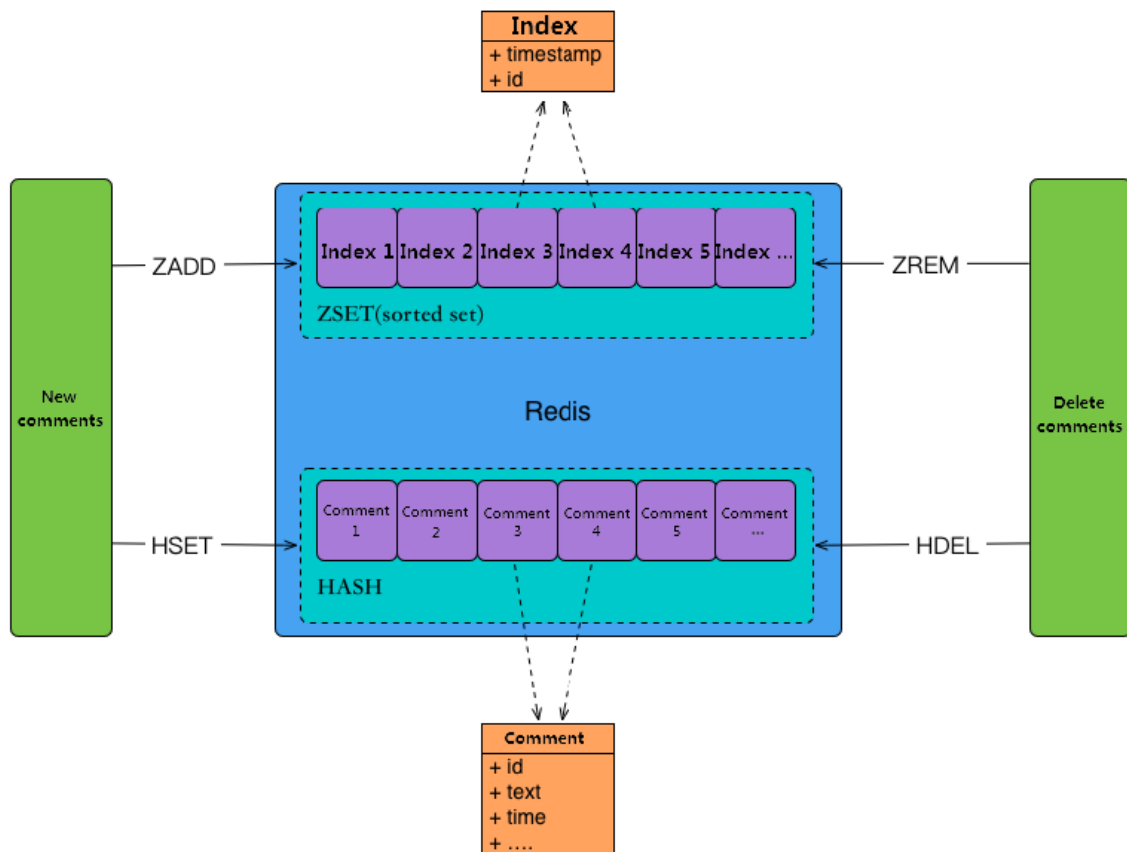 Index
+ timestamp
+ id
ZADD
Index 1
Index 2
Index 3
Index 4
Index 5
Index ...
ZREM
ZSET(sorted set)
New
comments
Redis
Delete
comments
Comment
1
Comment
2
Comment
3
Comment
4
Comment
5
Comment
...
HSET
HDEL
HASH
Comment
+ id
+ text
+ time
+ ....